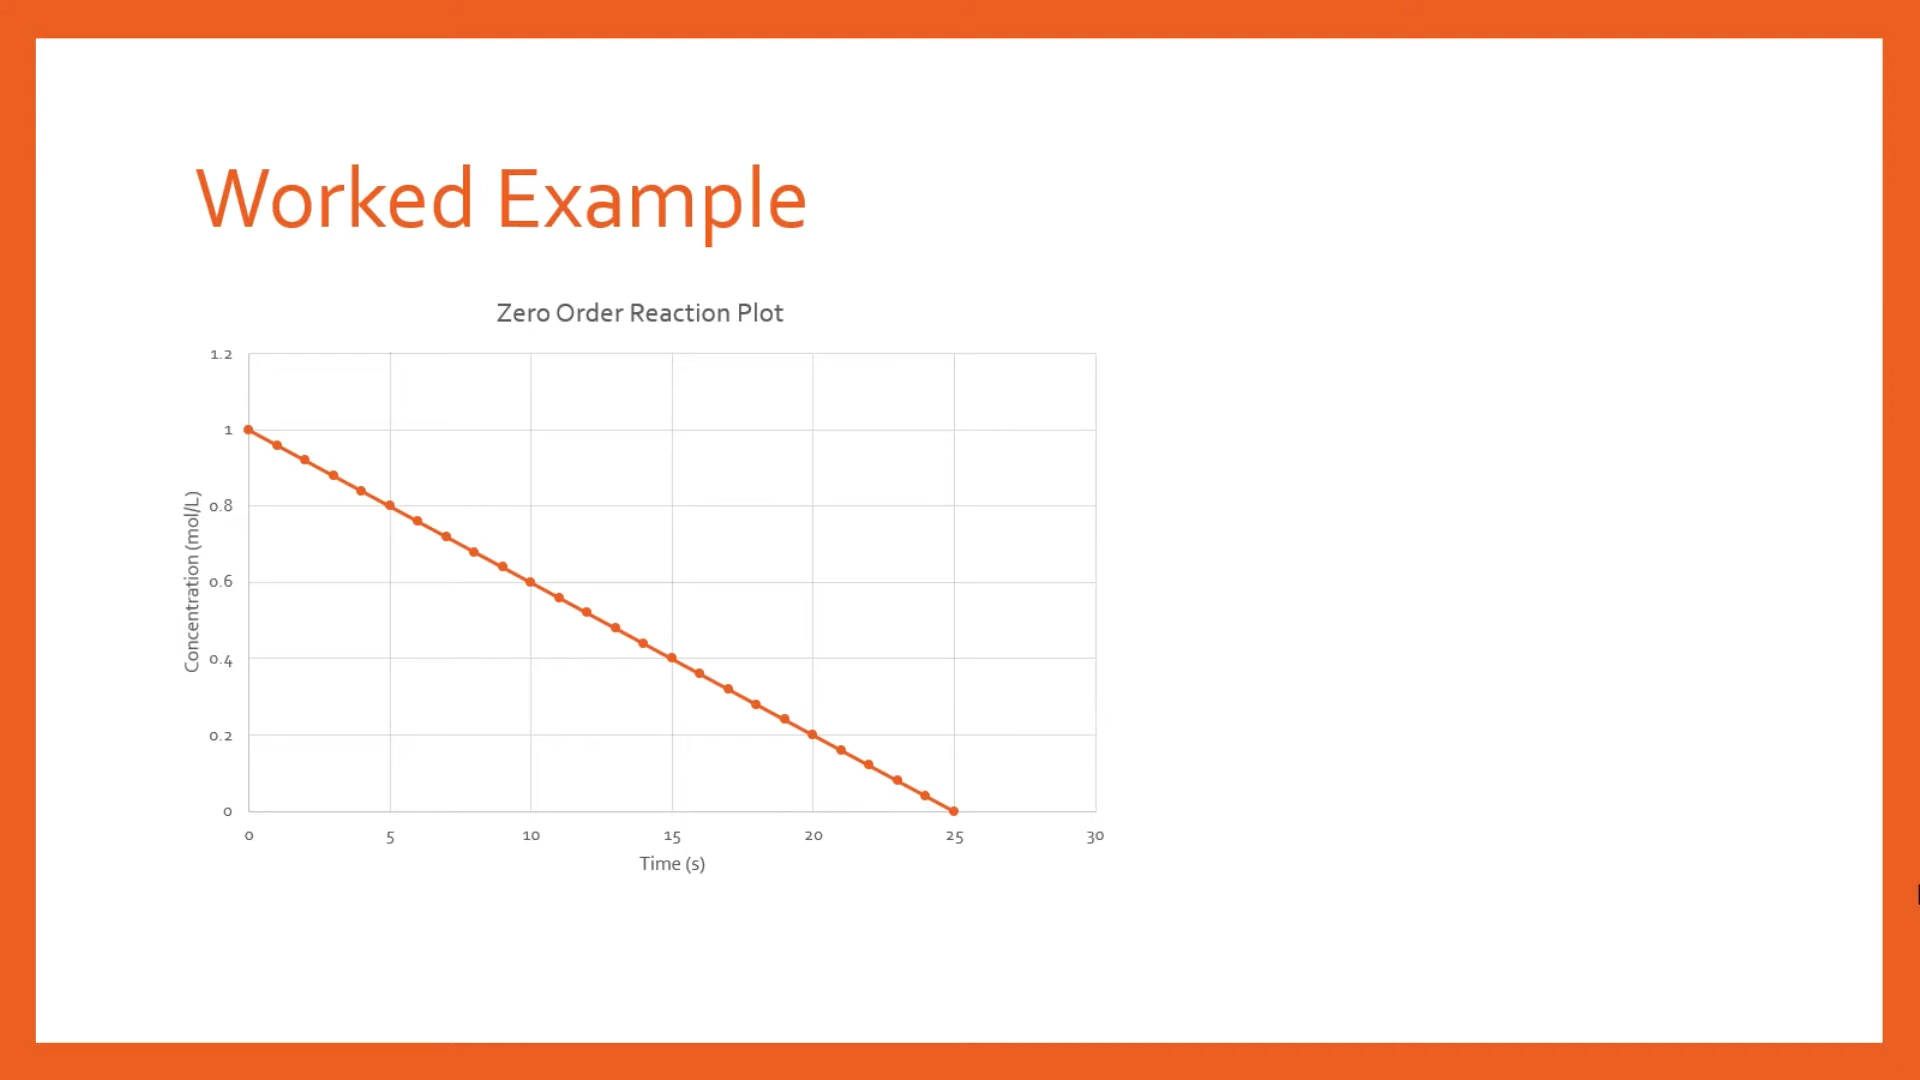 Worked Example
Zero Order Reaction Plot
1.2
1
0.8
0.6
0.4
0.2
0
Concentration (mol/L)
0 5 10 15 20 25 30
Time (s)